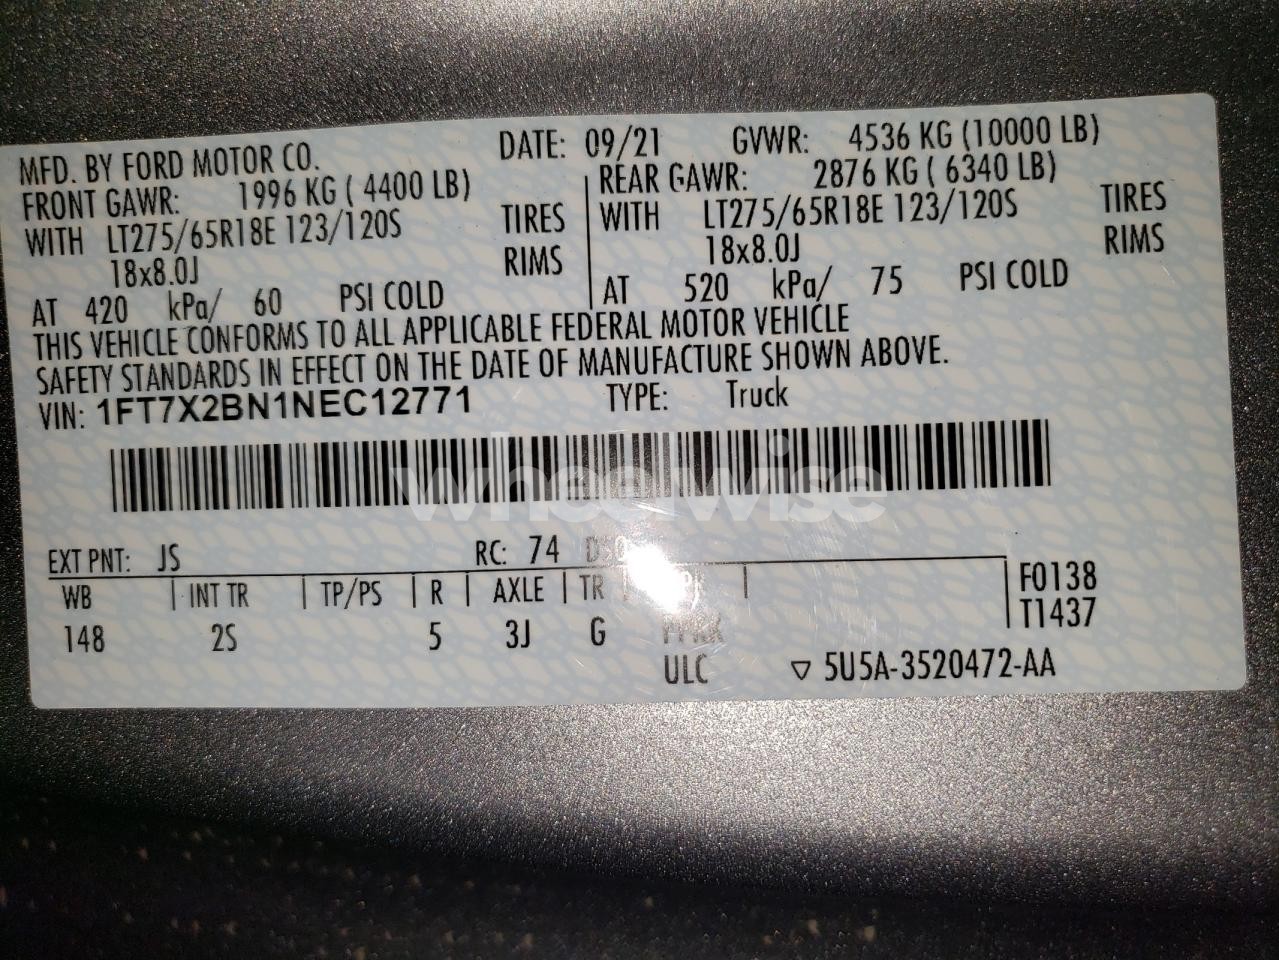 MFD. BY FORD MOTOR CO. DATE: 09/21 GVWR: 4536 KG (10000 LB)
FRONT GAWR: 1996 KG ( 4400 LB) REAR GAWR: 2876 KG ( 6340 LB)
WITH LT275/65R18E 123/120S TIRES WITH LT275/65R18E 123/120S TIRES
18x8.0J RIMS 18x8.0J RIMS
AT 420 kPa/ 60 PSI COLD AT 520 kPa/ 75 PSI COLD
THIS VEHICLE CONFORMS TO ALL APPLICABLE FEDERAL MOTOR VEHICLE
SAFETY STANDARDS IN EFFECT ON THE DATE OF MANUFACTURE SHOWN ABOVE.
VIN: 1FT7X2BN1NEC12771 TYPE: Truck
wheelwise
EXT PNT: JS RC: 74
WB INT TR TP/PS R AXLE TR F0138
T1437
148 2S 5 3J G
ULC ▽ 5U5A-3520472-AA